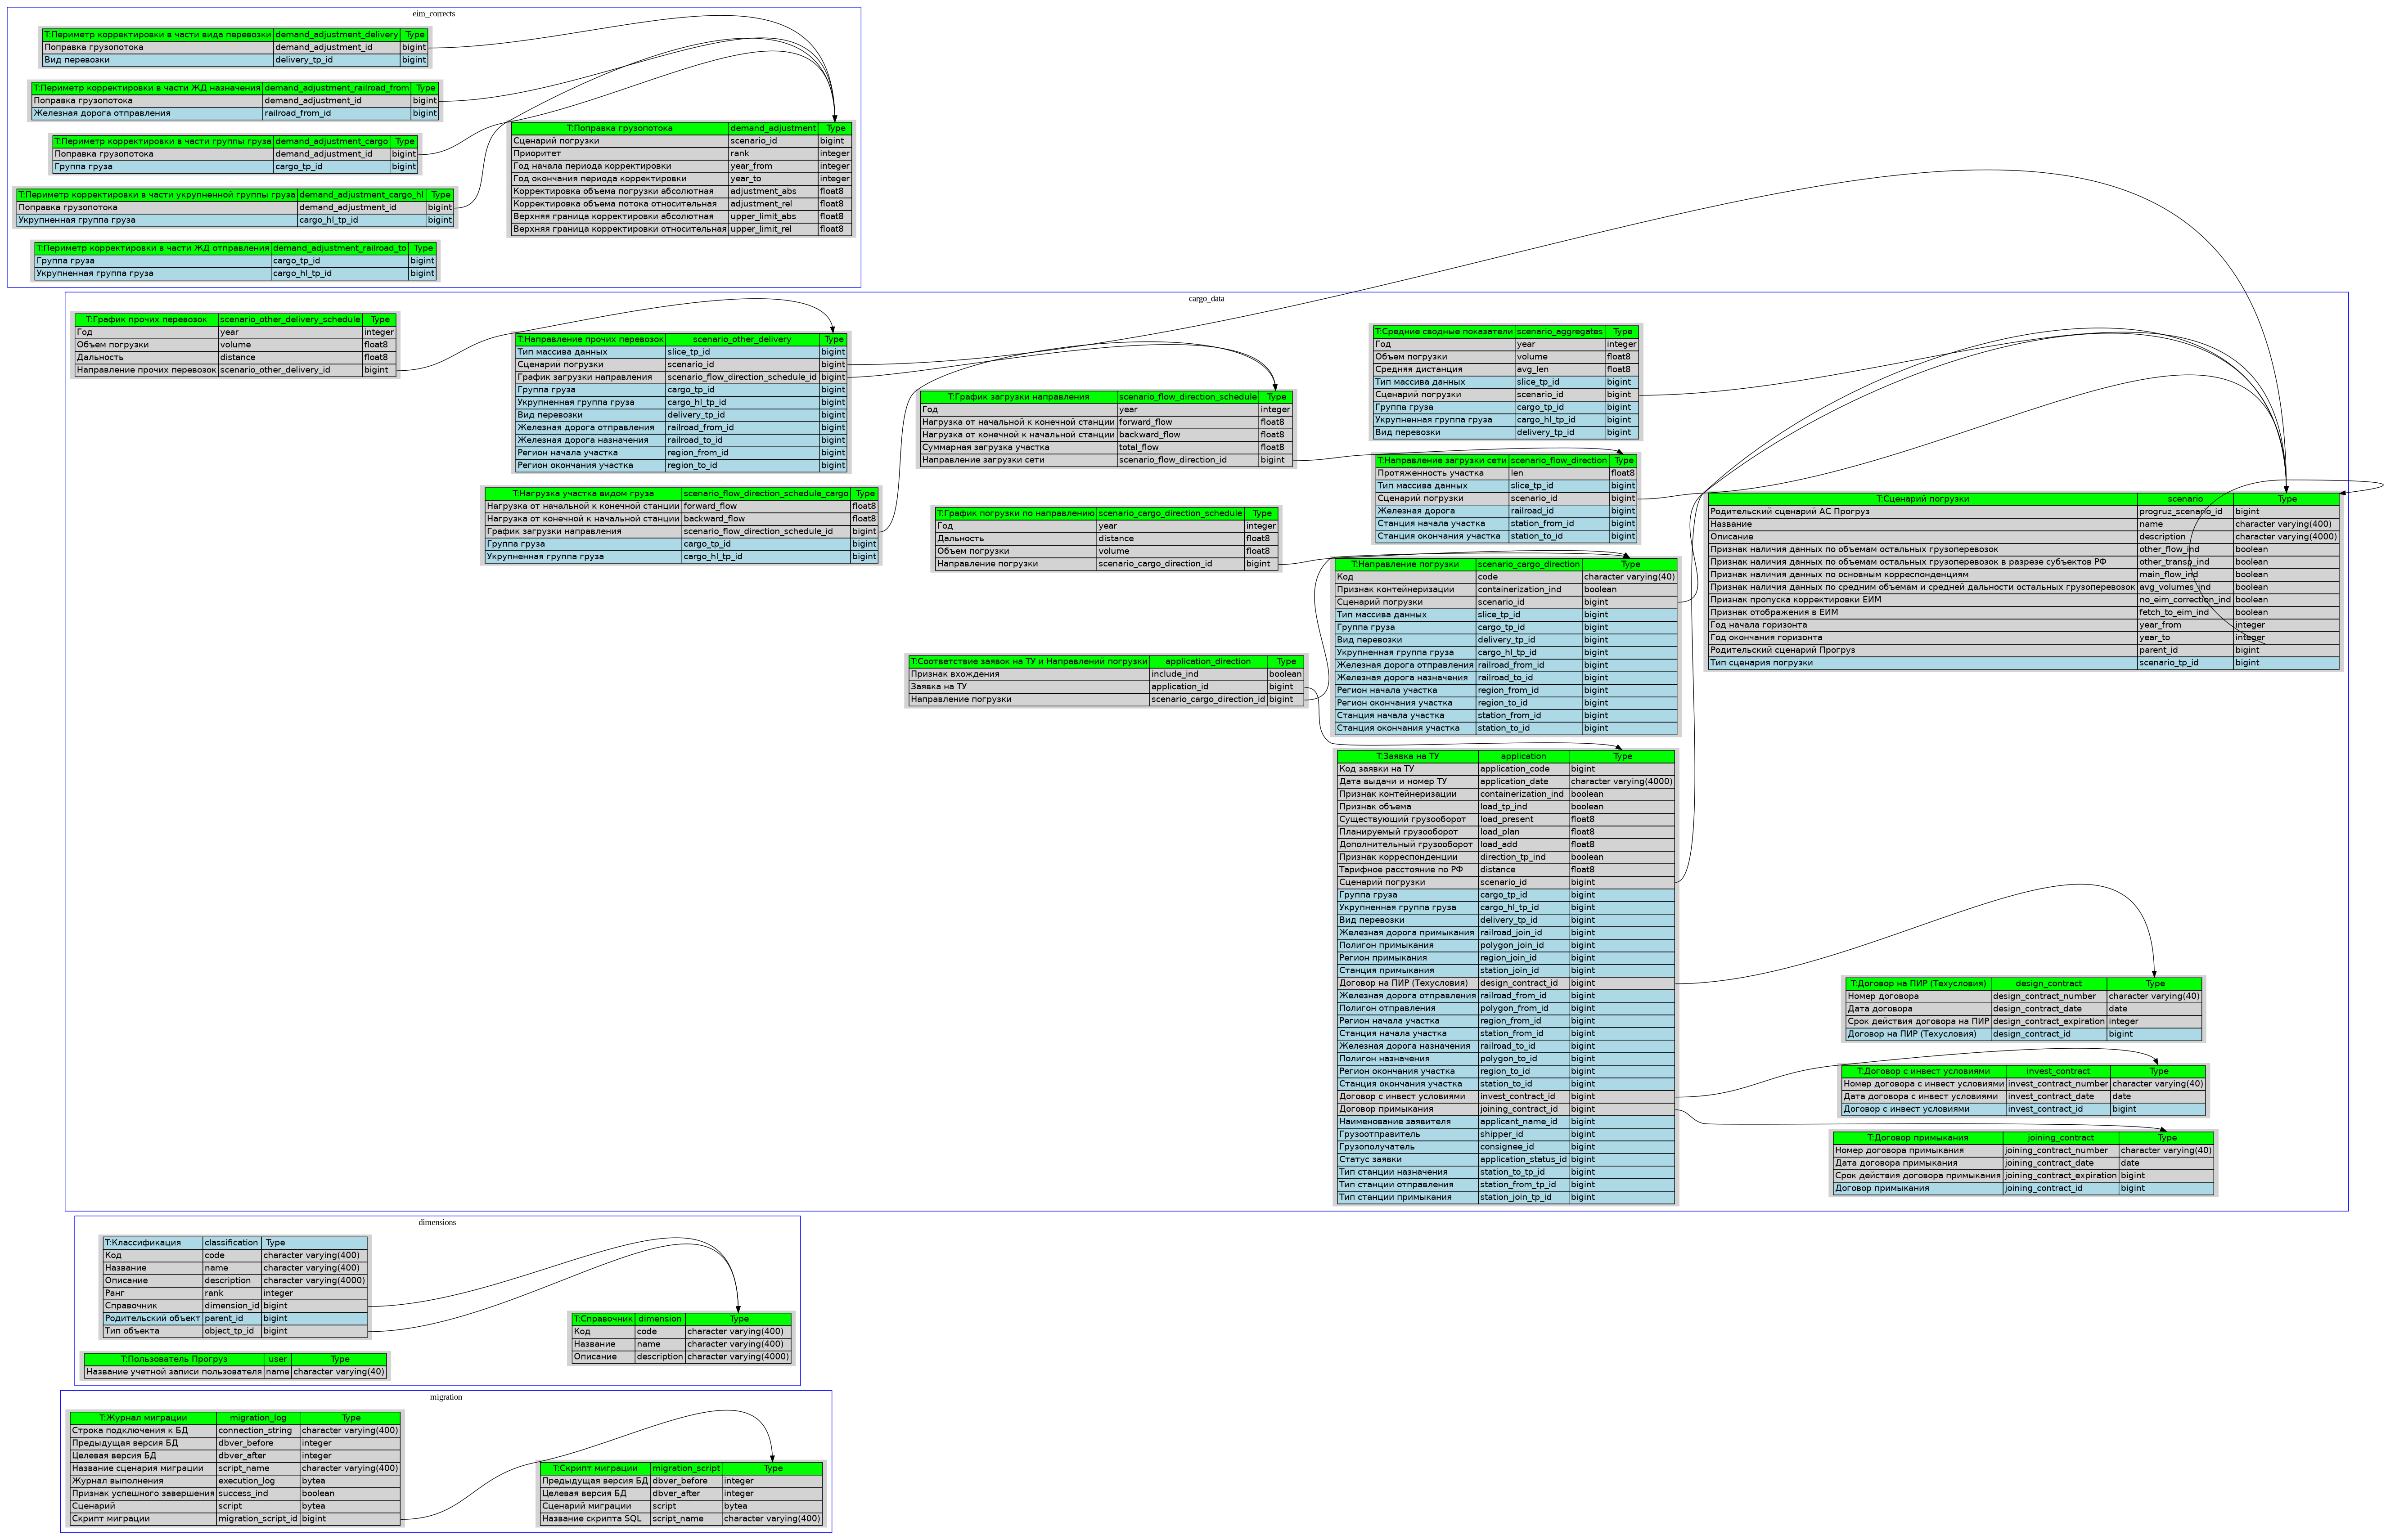 eim_corrects
T:Периметр корректировки в части вида перевозки demand_adjustment_delivery Type
Поправка грузопотока demand_adjustment_id bigint
Вид перевозки delivery_tp_id bigint
T:Периметр корректировки в части ЖД назначения demand_adjustment_railroad_from Type
Поправка грузопотока demand_adjustment_id bigint
Железная дорога отправления railroad_from_id bigint
T:Периметр корректировки в части группы груза demand_adjustment_cargo Type
Поправка грузопотока demand_adjustment_id bigint
Группа груза cargo_tp_id bigint
T:Периметр корректировки в части укрупненной группы груза demand_adjustment_cargo_hl Type
Поправка грузопотока demand_adjustment_id bigint
Укрупненная группа груза cargo_hl_tp_id bigint
T:Периметр корректировки в части ЖД отправления demand_adjustment_railroad_to Type
Группа груза cargo_tp_id bigint
Укрупненная группа груза cargo_hl_tp_id bigint
T:Поправка грузопотока demand_adjustment Type
Сценарий погрузки scenario_id bigint
Приоритет rank integer
Год начала периода корректировки year_from integer
Год окончания периода корректировки year_to integer
Корректировка объема погрузки абсолютная adjustment_abs float8
Корректировка объема потока относительная adjustment_rel float8
Верхняя граница корректировки абсолютная upper_limit_abs float8
Верхняя граница корректировки относительная upper_limit_rel float8
cargo_data
T:График прочих перевозок scenario_other_delivery_schedule Type
Год year integer
Объем погрузки volume float8
Дальность distance float8
Направление прочих перевозок scenario_other_delivery_id bigint
T:Направление прочих перевозок scenario_other_delivery Type
Тип массива данных slice_tp_id bigint
Сценарий погрузки scenario_id bigint
График загрузки направления scenario_flow_direction_schedule_id bigint
Группа груза cargo_tp_id bigint
Укрупненная группа груза cargo_hl_tp_id bigint
Вид перевозки delivery_tp_id bigint
Железная дорога отправления railroad_from_id bigint
Железная дорога назначения railroad_to_id bigint
Регион начала участка region_from_id bigint
Регион окончания участка region_to_id bigint
T:Нагрузка участка видом груза scenario_flow_direction_schedule_cargo Type
Нагрузка от начальной к конечной станции forward_flow float8
Нагрузка от конечной к начальной станции backward_flow float8
График загрузки направления scenario_flow_direction_schedule_id bigint
Группа груза cargo_tp_id bigint
Укрупненная группа груза cargo_hl_tp_id bigint
T:График загрузки направления scenario_flow_direction_schedule Type
Год year integer
Нагрузка от начальной к конечной станции forward_flow float8
Нагрузка от конечной к начальной станции backward_flow float8
Суммарная загрузка участка total_flow float8
Направление загрузки сети scenario_flow_direction_id bigint
T:График погрузки по направлению scenario_cargo_direction_schedule Type
Год year integer
Дальность distance float8
Объем погрузки volume float8
Направление погрузки scenario_cargo_direction_id bigint
T:Соответствие заявок на ТУ и Направлений погрузки application_direction Type
Признак вхождения include_ind boolean
Заявка на ТУ application_id bigint
Направление погрузки scenario_cargo_direction_id bigint
T:Средние сводные показатели scenario_aggregates Type
Год year integer
Объем погрузки volume float8
Средняя дистанция avg_len float8
Тип массива данных slice_tp_id bigint
Сценарий погрузки scenario_id bigint
Группа груза cargo_tp_id bigint
Укрупненная группа груза cargo_hl_tp_id bigint
Вид перевозки delivery_tp_id bigint
T:Направление загрузки сети scenario_flow_direction Type
Протяженность участка len float8
Тип массива данных slice_tp_id bigint
Сценарий погрузки scenario_id bigint
Железная дорога railroad_id bigint
Станция начала участка station_from_id bigint
Станция окончания участка station_to_id bigint
T:Направление погрузки scenario_cargo_direction Type
Код code character varying(40)
Признак контейнеризации containerization_ind boolean
Сценарий погрузки scenario_id bigint
Тип массива данных slice_tp_id bigint
Группа груза cargo_tp_id bigint
Вид перевозки delivery_tp_id bigint
Укрупненная группа груза cargo_hl_tp_id bigint
Железная дорога отправления railroad_from_id bigint
Железная дорога назначения railroad_to_id bigint
Регион начала участка region_from_id bigint
Регион окончания участка region_to_id bigint
Станция начала участка station_from_id bigint
Станция окончания участка station_to_id bigint
T:Заявка на ТУ application Type
Код заявки на ТУ application_code bigint
Дата выдачи и номер ТУ application_date character varying(4000)
Признак контейнеризации containerization_ind boolean
Признак объема load_tp_ind boolean
Существующий грузооборот load_present float8
Планируемый грузооборот load_plan float8
Дополнительный грузооборот load_add float8
Признак корреспонденции direction_tp_ind boolean
Тарифное расстояние по РФ distance float8
Сценарий погрузки scenario_id bigint
Группа груза cargo_tp_id bigint
Укрупненная группа груза cargo_hl_tp_id bigint
Вид перевозки delivery_tp_id bigint
Железная дорога примыкания railroad_join_id bigint
Полигон примыкания polygon_join_id bigint
Регион примыкания region_join_id bigint
Станция примыкания station_join_id bigint
Договор на ПИР (Техусловия) design_contract_id bigint
Железная дорога отправления railroad_from_id bigint
Полигон отправления polygon_from_id bigint
Регион начала участка region_from_id bigint
Станция начала участка station_from_id bigint
Железная дорога назначения railroad_to_id bigint
Полигон назначения polygon_to_id bigint
Регион окончания участка region_to_id bigint
Станция окончания участка station_to_id bigint
Договор с инвест условиями invest_contract_id bigint
Договор примыкания joining_contract_id bigint
Наименование заявителя applicant_name_id bigint
Грузоотправитель shipper_id bigint
Грузополучатель consignee_id bigint
Статус заявки application_status_id bigint
Тип станции назначения station_to_tp_id bigint
Тип станции отправления station_from_tp_id bigint
Тип станции примыкания station_join_tp_id bigint
T:Сценарий погрузки scenario Type
Родительский сценарий АС Прогруз progruz_scenario_id bigint
Название name character varying(400)
Описание description character varying(4000)
Признак наличия данных по объемам остальных грузоперевозок other_flow_ind boolean
Признак наличия данных по объемам остальных грузоперевозок в разрезе субъектов РФ other_transp_ind boolean
Признак наличия данных по основным корреспонденциям main_flow_ind boolean
Признак наличия данных по средним объемам и средней дальности остальных грузоперевозок avg_volumes_ind boolean
Признак пропуска корректировки ЕИМ no_eim_correction_ind boolean
Признак отображения в ЕИМ fetch_to_eim_ind boolean
Год начала горизонта year_from integer
Год окончания горизонта year_to integer
Родительский сценарий Прогруз parent_id bigint
Тип сценария погрузки scenario_tp_id bigint
T:Договор на ПИР (Техусловия) design_contract Type
Номер договора design_contract_number character varying(40)
Дата договора design_contract_date date
Срок действия договора на ПИР design_contract_expiration integer
Договор на ПИР (Техусловия) design_contract_id bigint
T:Договор с инвест условиями invest_contract Type
Номер договора с инвест условиями invest_contract_number character varying(40)
Дата договора с инвест условиями invest_contract_date date
Договор с инвест условиями invest_contract_id bigint
T:Договор примыкания joining_contract Type
Номер договора примыкания joining_contract_number character varying(40)
Дата договора примыкания joining_contract_date date
Срок действия договора примыкания joining_contract_expiration bigint
Договор примыкания joining_contract_id bigint
dimensions
T:Классификация classification Type
Код code character varying(400)
Название name character varying(400)
Описание description character varying(4000)
Ранг rank integer
Справочник dimension_id bigint
Родительский объект parent_id bigint
Тип объекта object_tp_id bigint
T:Пользователь Прогруз user Type
Название учетной записи пользователя name character varying(40)
T:Справочник dimension Type
Код code character varying(400)
Название name character varying(400)
Описание description character varying(4000)
migration
T:Журнал миграции migration_log Type
Строка подключения к БД connection_string character varying(400)
Предыдущая версия БД dbver_before integer
Целевая версия БД dbver_after integer
Название сценария миграции script_name character varying(400)
Журнал выполнения execution_log bytea
Признак успешного завершения success_ind boolean
Сценарий script bytea
Скрипт миграции migration_script_id bigint
T:Скрипт миграции migration_script Type
Предыдущая версия БД dbver_before integer
Целевая версия БД dbver_after integer
Сценарий миграции script bytea
Название скрипта SQL script_name character varying(400)